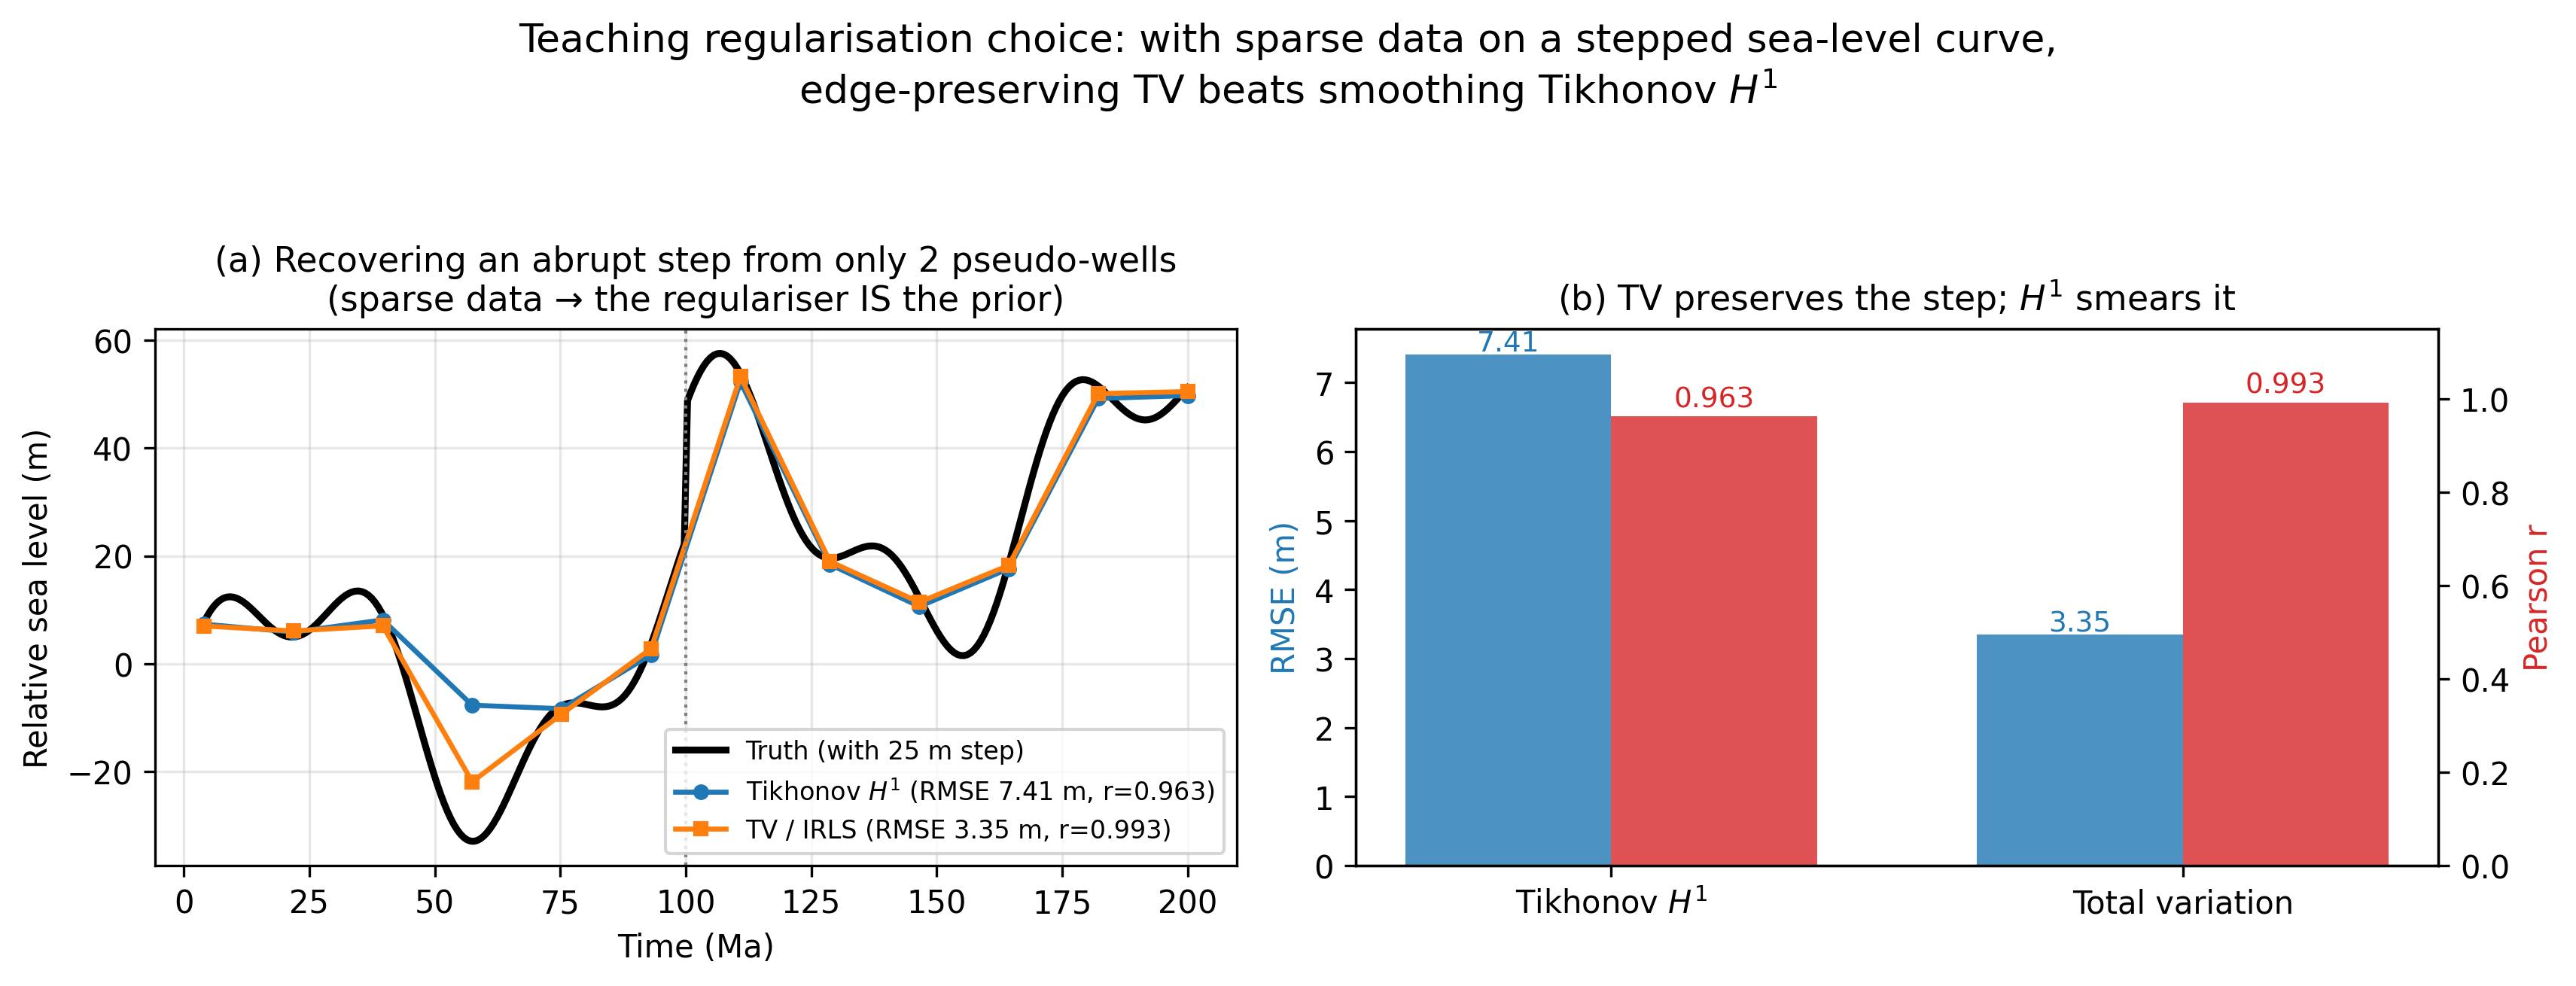 Teaching regularisation choice: with sparse data on a stepped sea-level curve,
edge-preserving TV beats smoothing Tikhonov H¹
(a) Recovering an abrupt step from only 2 pseudo-wells
(sparse data → the regulariser IS the prior)
60
40
20
0
−20
Relative sea level (m)
0 25 50 75 100 125 150 175 200
Time (Ma)
Truth (with 25 m step)
Tikhonov H¹ (RMSE 7.41 m, r=0.963)
TV / IRLS (RMSE 3.35 m, r=0.993)
(b) TV preserves the step; H¹ smears it
7
6
5
4
3
2
1
0
RMSE (m)
7.41
0.963
3.35
0.993
Tikhonov H¹
Total variation
1.0
0.8
0.6
0.4
0.2
0.0
Pearson r